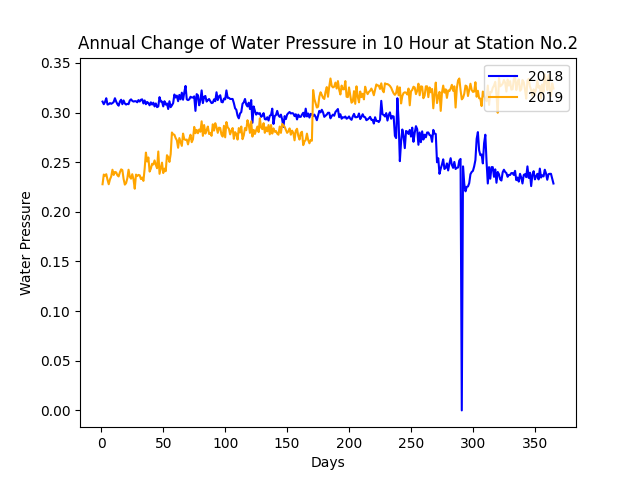 Annual Change of Water Pressure in 10 Hour at Station No.2
2018
2019
0.35
0.30
0.25
0.20
0.15
0.10
0.05
0.00
Water Pressure
0 50 100 150 200 250 300 350
Days